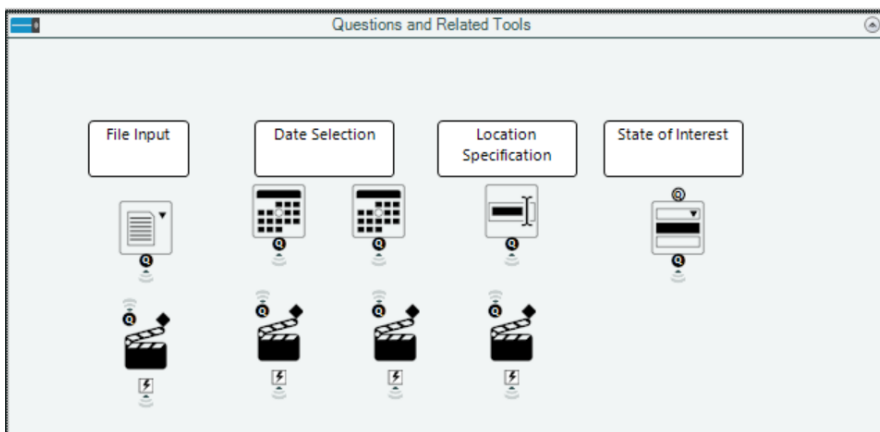 Questions and Related Tools
File Input
Date Selection
Location
Specification
State of Interest
Q
Q
Q
Q
Q
Q
Q
Q
Q
Q